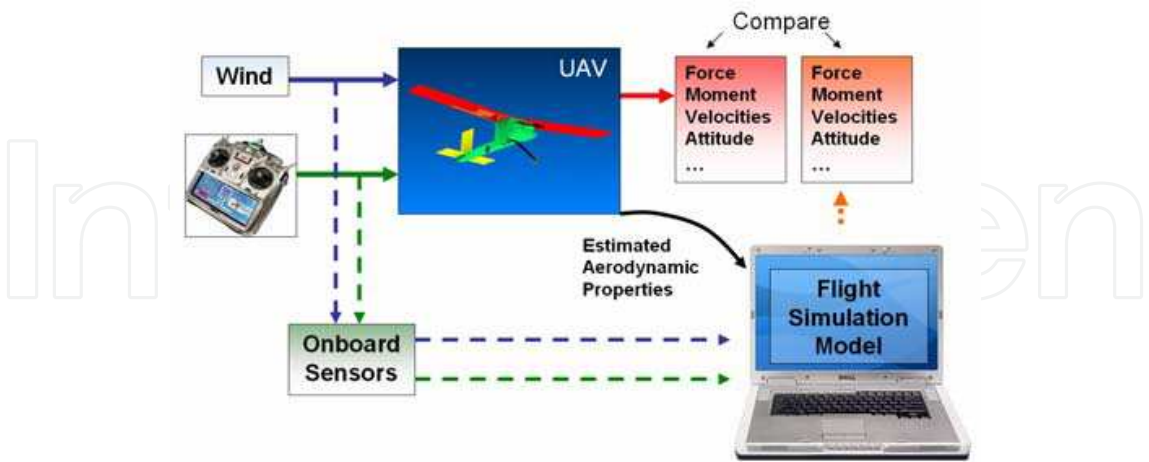 Compare
Wind
UAV
Force
Moment
Velocities
Attitude
...
Force
Moment
Velocities
Attitude
...
Estimated
Aerodynamic
Properties
Flight
Simulation
Model
Onboard
Sensors
DELL